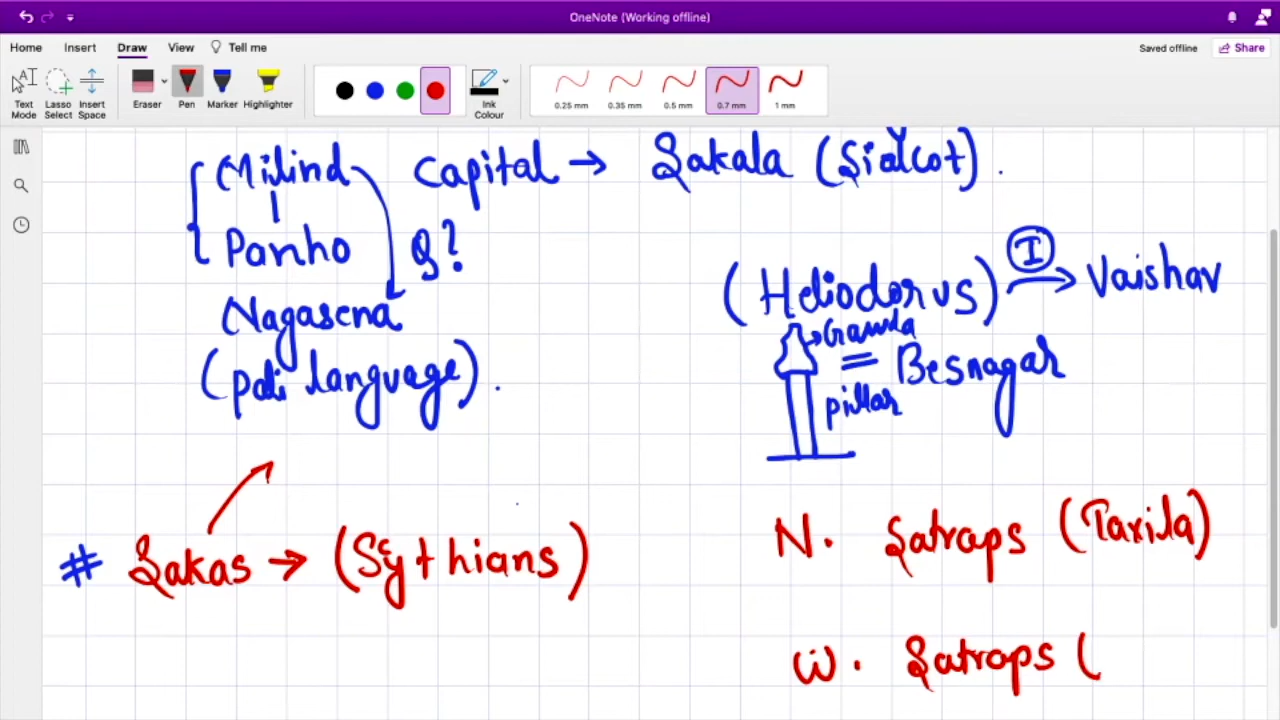 OneNote (Working offline)
Home Insert Draw View Tell me
Saved offline Share
Text Mode
Lasso Select
Insert Space
Eraser
Pen
Marker
Highlighter
Ink Colour
0.25 mm 0.35 mm 0.5 mm 0.7 mm 1 mm
Milind Capital → Sakala (Sialcot).
Panho Q?
Nagasena
(pali language).
(Heliodorus) I → Vaishav
Garuda
= Besnagar
pillar
# Sakas → (Sythians)
N. Satraps (Taxila)
W. Satraps (